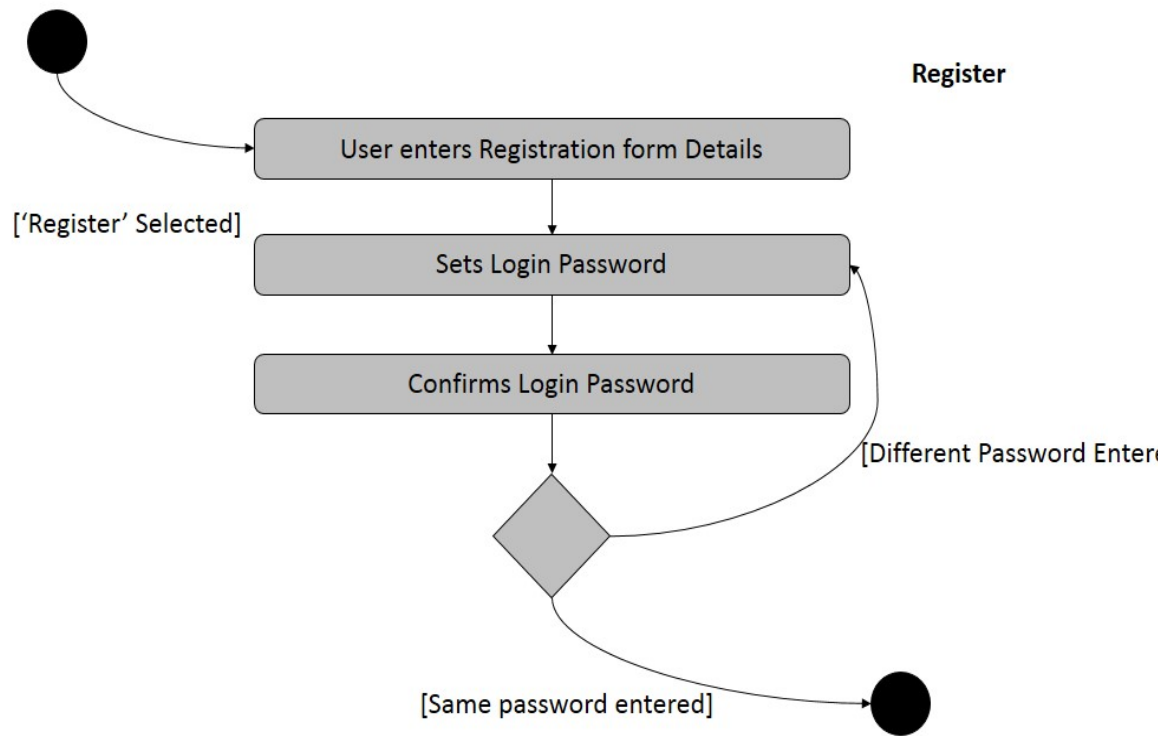 Register
User enters Registration form Details
[‘Register’ Selected]
Sets Login Password
Confirms Login Password
[Different Password
[Same password entered]